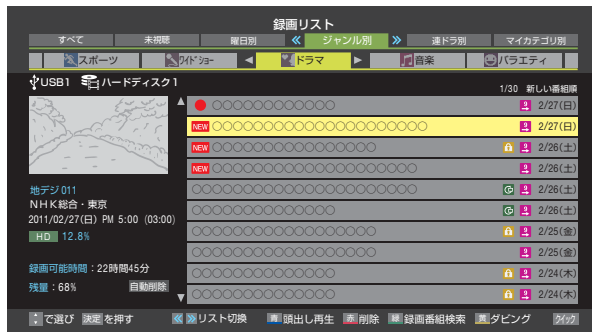 録画リスト
すべて 未視聴 曜日別 ≪ ジャンル別 ≫ 連ドラ別 マイカテゴリ別
スポーツ ワイドショー ◀ ドラマ ▶ 音楽 バラエティ
USB1 ハードディスク1
1/30 新しい番組順
○○○○○○○○○○○○ 2/27(日)
NEW ○○○○○○○○○○○○○○○○○○○○○ 2/27(日)
NEW ○○○○○○○○○○○○○○○○ 2/26(土)
NEW ○○○○○○○○○○○○○○○○○○○○ 2/26(土)
○○○○○○○○○○○○○○○○○○○○○○ 2/26(土)
○○○○○○○○○○○○○○ 2/26(土)
○○○○○○○○○○○○○○○○○○ 2/25(金)
○○○○○○○○○○○○○○○○○○ 2/25(金)
○○○○○○○○○○○○○○ 2/24(木)
○○○○○○○○○○○○○○ 2/24(木)
地デジ011
NHK総合・東京
2011/02/27(日) PM 5:00 (03:00)
HD 12.8%
録画可能時間：22時間45分
残量：68% 自動削除
で選び 決定 を押す ≪ ≫リスト切換 青 頭出し再生 赤 削除 緑 録画番組検索 黄 ダビング クイック